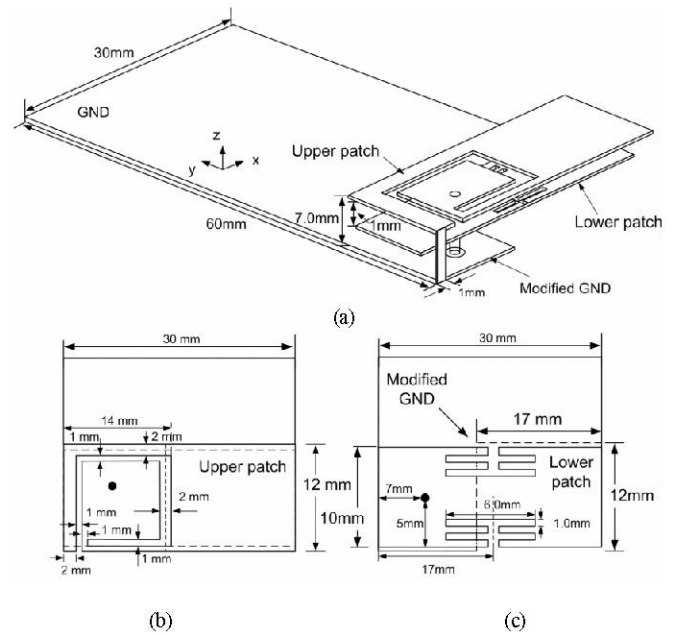 30mm
GND
z
y
x
Upper patch
7.0mm
1mm
60mm
Lower patch
Modified GND
1mm
(a)
30 mm
14 mm
1 mm
2 mm
Upper patch
12 mm
1 mm
2 mm
1 mm
1 mm
2 mm
(b)
30 mm
Modified
GND
17 mm
Lower
patch
7mm
6.0mm
12mm
10mm
5mm
1.0mm
17mm
(c)